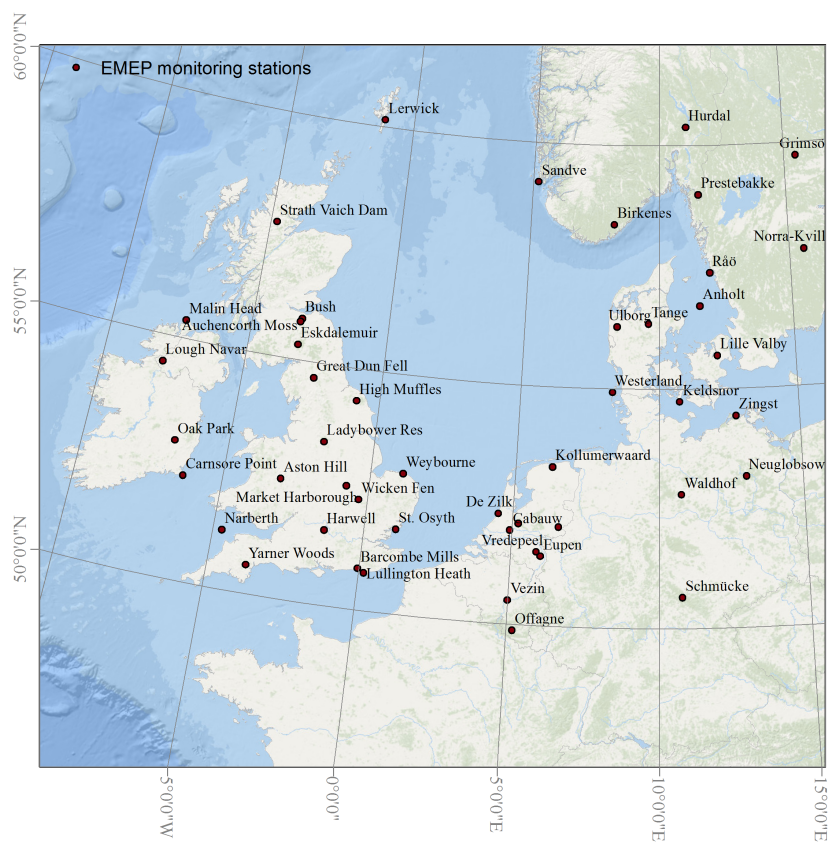 60°0'0"N
EMEP monitoring stations
Lerwick
Hurdal
Grimsö
Sandve
Prestebakke
Strath Vaich Dam
Birkenes
Norra-Kvill
Råö
55°0'0"N
Malin Head
Bush
Anholt
Auchencorth Moss
Ulborg
Tange
Eskdalemuir
Lough Navar
Lille Valby
Great Dun Fell
High Muffles
Westerland
Keldsnor
Zingst
Oak Park
Ladybower Res
Carnsore Point
Aston Hill
Weybourne
Kollumerwaard
Neuglobsow
Market Harborough
Wicken Fen
Waldhof
De Zilk
Narberth
Harwell
St. Osyth
Cabauw
50°0'0"N
Yarner Woods
Barcombe Mills
Vredepeel
Eupen
Lullington Heath
Vezin
Schmücke
Offagne
5°0'0"W
0°0'0"
5°0'0"E
10°0'0"E
15°0'0"E